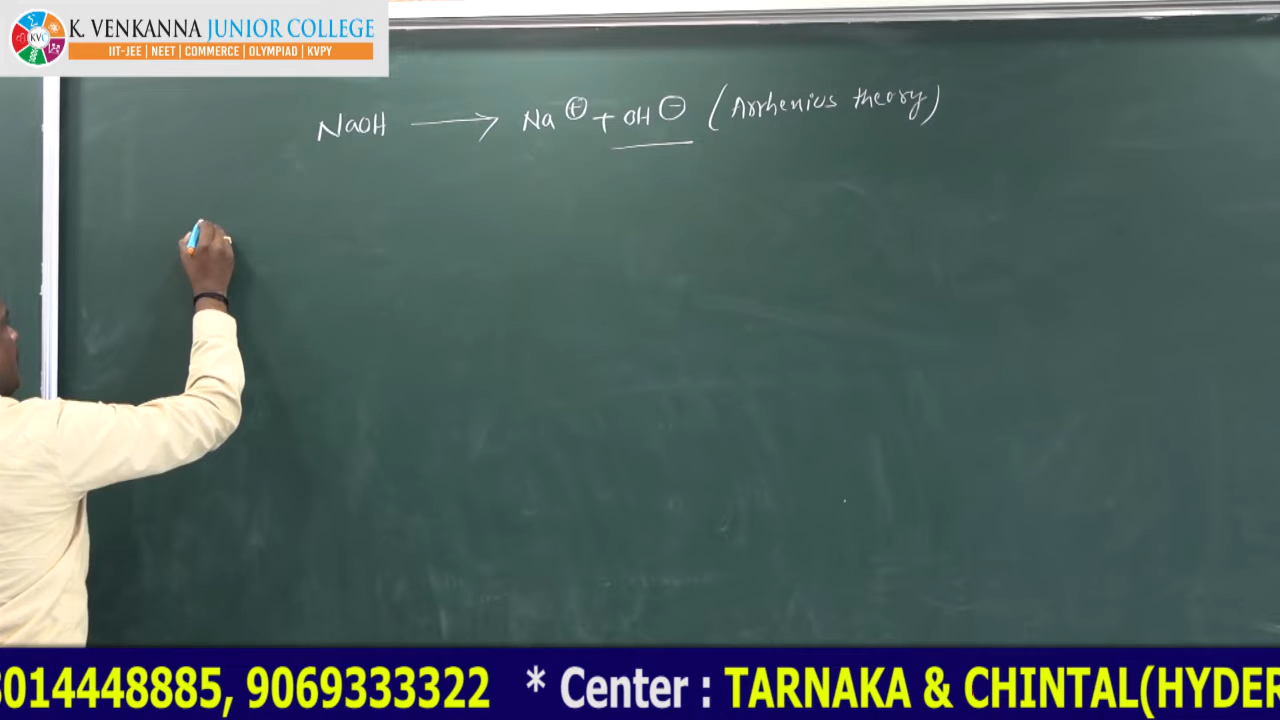 KVC
K. VENKANNA JUNIOR COLLEGE
IIT-JEE | NEET | COMMERCE | OLYMPIAD | KVPY
NaOH ⟶ Na⊕ + OH⊖ (Arrhenius theory)
8014448885, 9069333322 * Center : TARNAKA & CHINTAL(HYDER